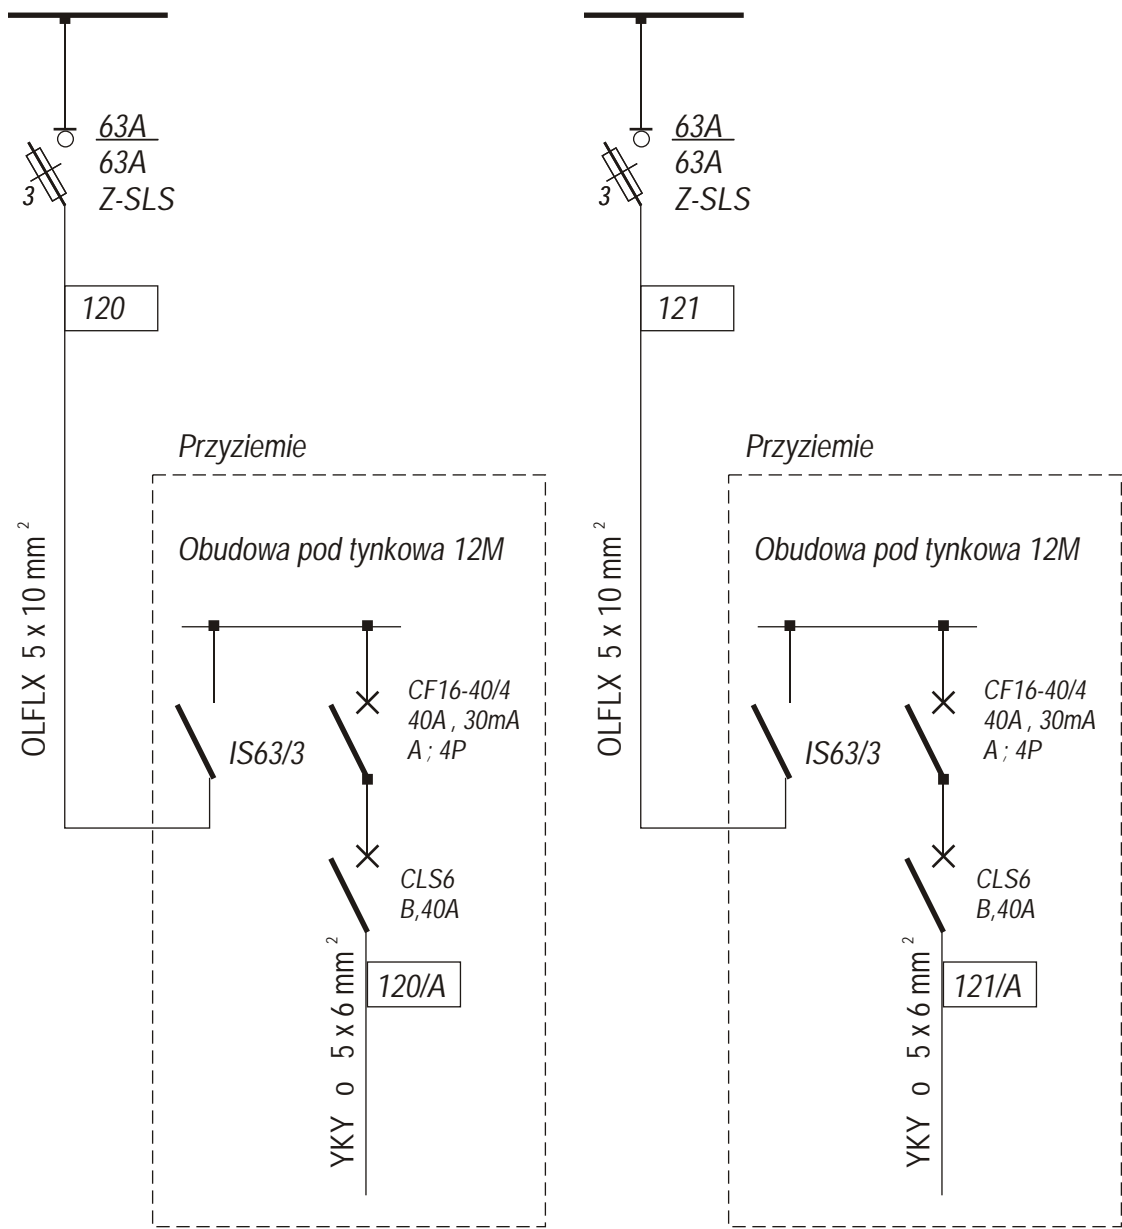 63A
63A
Z-SLS
3
120
Przyziemie
Obudowa pod tynkowa 12M
OLFLX 5 x 10 mm²
IS63/3
CF16-40/4
40A , 30mA
A ; 4P
CLS6
B,40A
120/A
YKY o 5 x 6 mm²
63A
63A
Z-SLS
3
121
Przyziemie
Obudowa pod tynkowa 12M
OLFLX 5 x 10 mm²
IS63/3
CF16-40/4
40A , 30mA
A ; 4P
CLS6
B,40A
121/A
YKY o 5 x 6 mm²